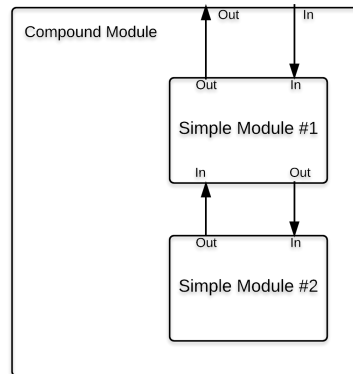 Out In
Compound Module
Out In
Simple Module #1
In Out
Out In
Simple Module #2